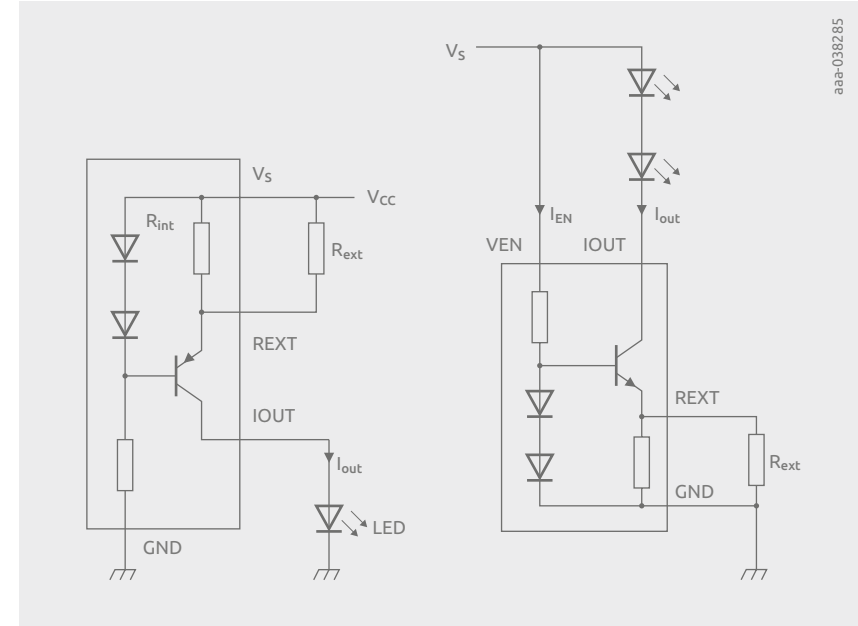 aaa-038285
VS
VCC
Rint
Rext
REXT
IOUT
Iout
LED
GND
VS
IEN
Iout
VEN
IOUT
REXT
Rext
GND